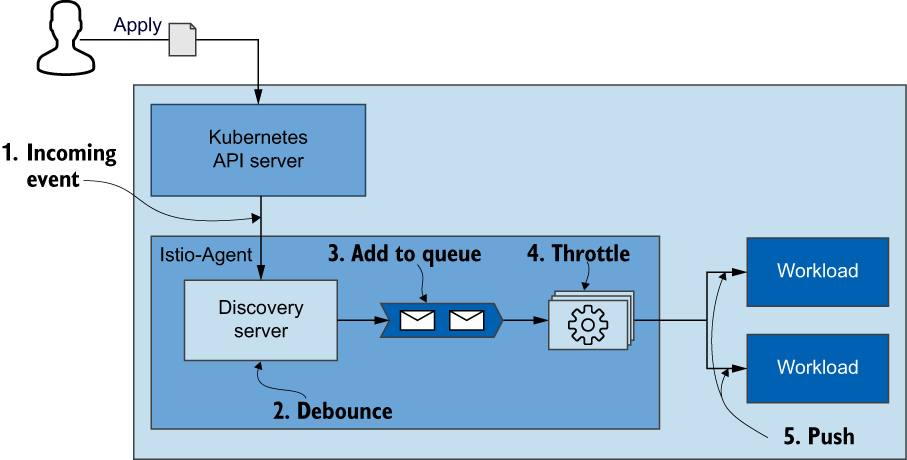 Apply
Kubernetes
API server
1. Incoming
event
Istio-Agent
3. Add to queue
4. Throttle
Discovery
server
2. Debounce
Workload
Workload
5. Push